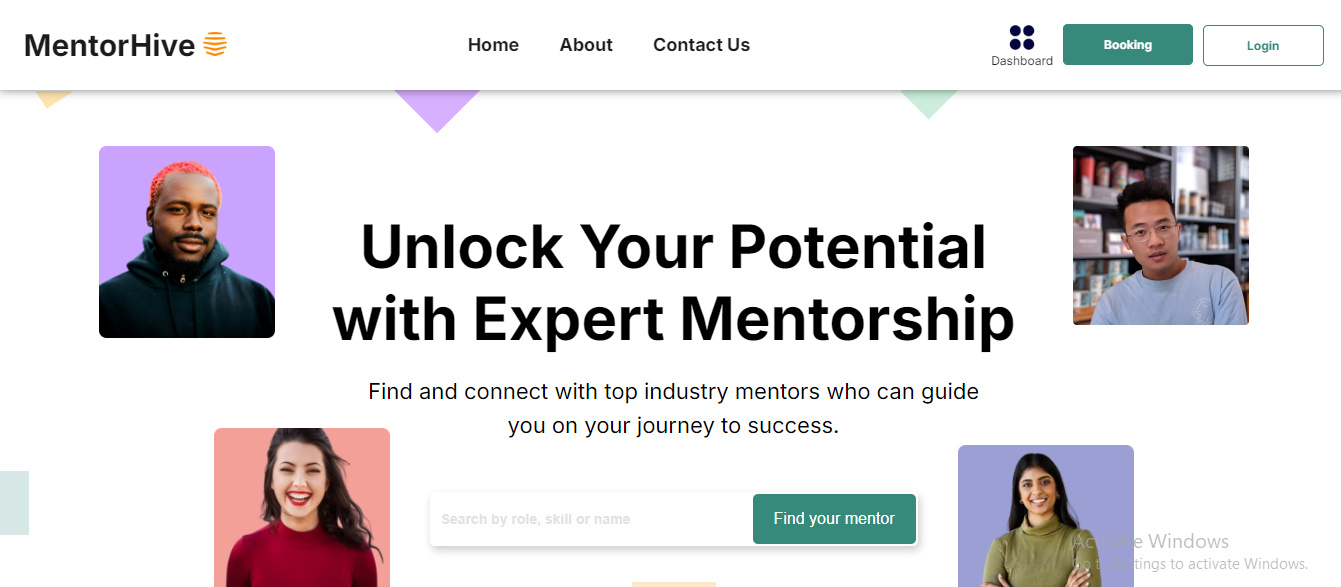 MentorHive
Home
About
Contact Us
Dashboard
Booking
Login
Unlock Your Potential
with Expert Mentorship
Find and connect with top industry mentors who can guide
you on your journey to success.
Search by role, skill or name
Find your mentor
Activate Windows
Go to Settings to activate Windows.